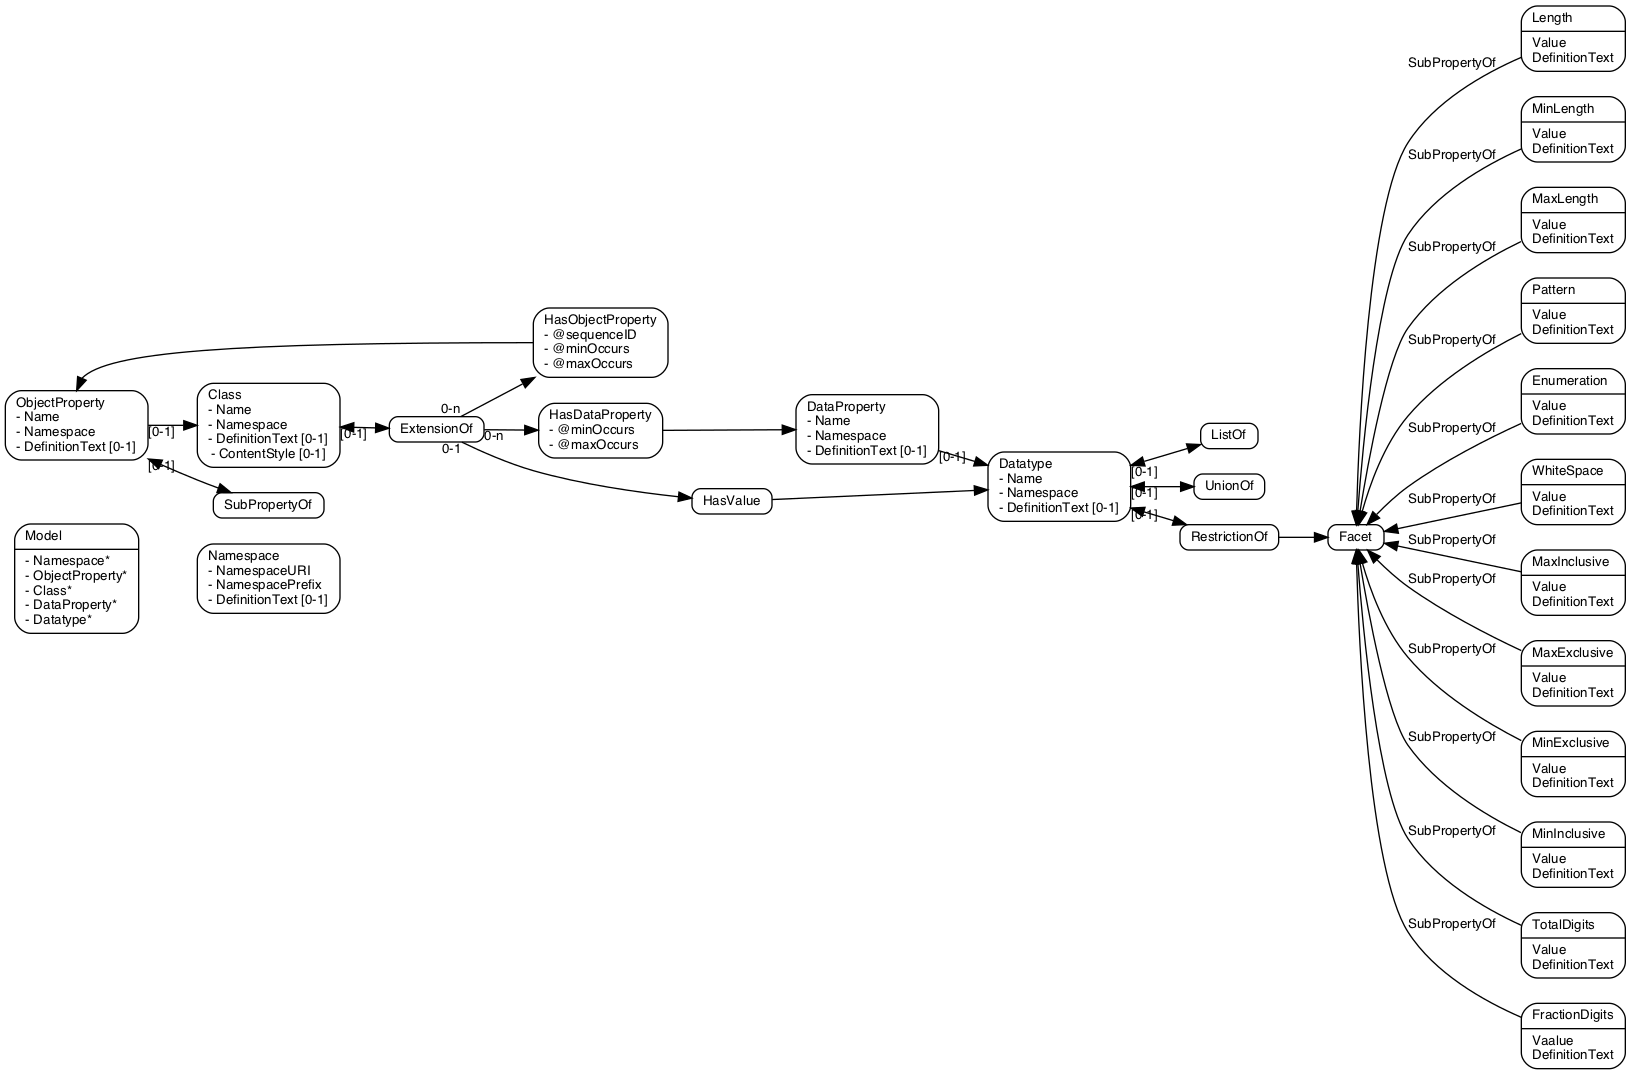 Length
Value
DefinitionText
SubPropertyOf
MinLength
Value
DefinitionText
SubPropertyOf
MaxLength
Value
DefinitionText
SubPropertyOf
Pattern
Value
DefinitionText
SubPropertyOf
Enumeration
Value
DefinitionText
SubPropertyOf
WhiteSpace
Value
DefinitionText
SubPropertyOf
MaxInclusive
Value
DefinitionText
SubPropertyOf
MaxExclusive
Value
DefinitionText
SubPropertyOf
MinExclusive
Value
DefinitionText
SubPropertyOf
MinInclusive
Value
DefinitionText
SubPropertyOf
TotalDigits
Value
DefinitionText
SubPropertyOf
FractionDigits
Vaalue
DefinitionText
SubPropertyOf
HasObjectProperty
- @sequenceID
- @minOccurs
- @maxOccurs
ObjectProperty
- Name
- Namespace
- DefinitionText [0-1]
[0-1]
[0-1]
Class
- Name
- Namespace
- DefinitionText [0-1]
- ContentStyle [0-1]
[0-1]
ExtensionOf
0-n
0-n
0-1
HasDataProperty
- @minOccurs
- @maxOccurs
DataProperty
- Name
- Namespace
- DefinitionText [0-1]
[0-1]
HasValue
Datatype
- Name
- Namespace
- DefinitionText [0-1]
[0-1]
[0-1]
[0-1]
ListOf
UnionOf
RestrictionOf
Facet
SubPropertyOf
Model
- Namespace*
- ObjectProperty*
- Class*
- DataProperty*
- Datatype*
Namespace
- NamespaceURI
- NamespacePrefix
- DefinitionText [0-1]